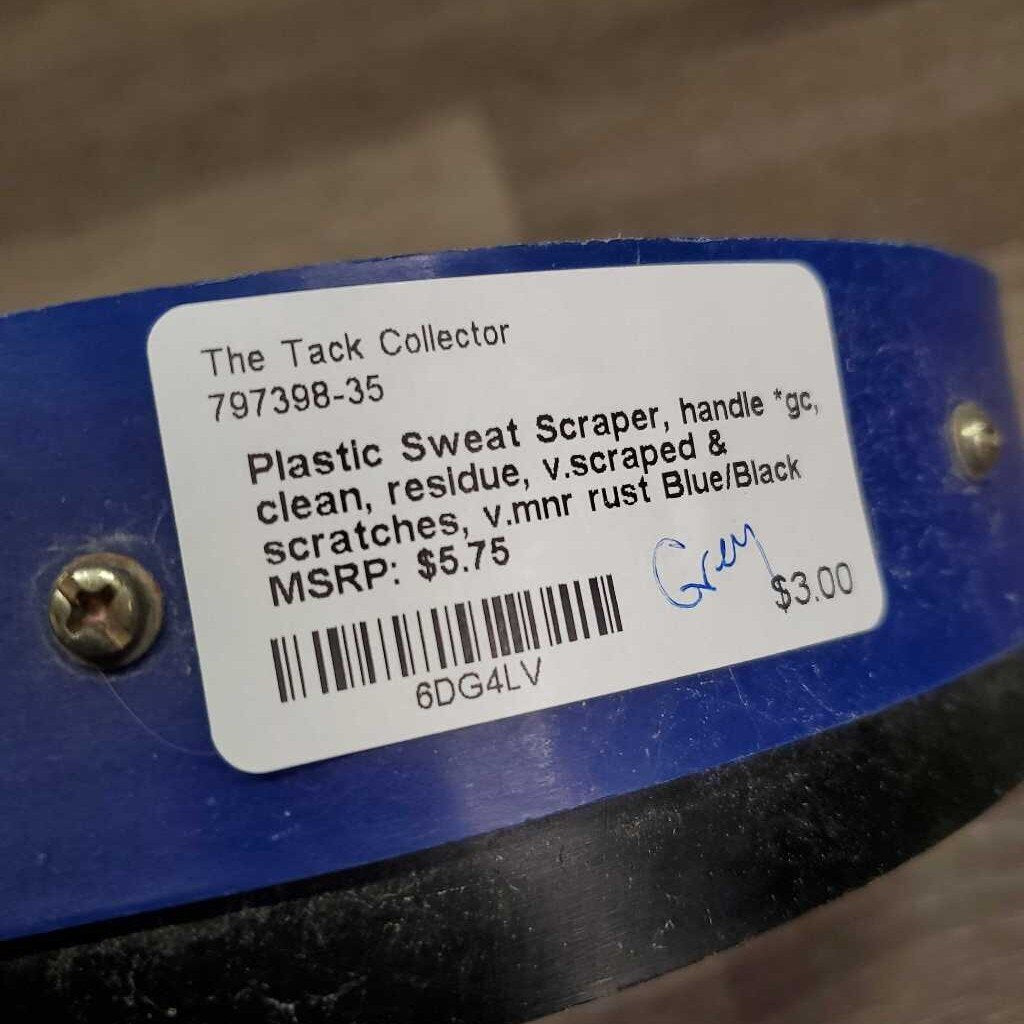 The Tack Collector
797398-35
Plastic Sweat Scraper, handle *gc,
clean, residue, v.scraped &
scratches, v.mnr rust Blue/Black
MSRP: $5.75
Grey
$3.00
6DG4LV